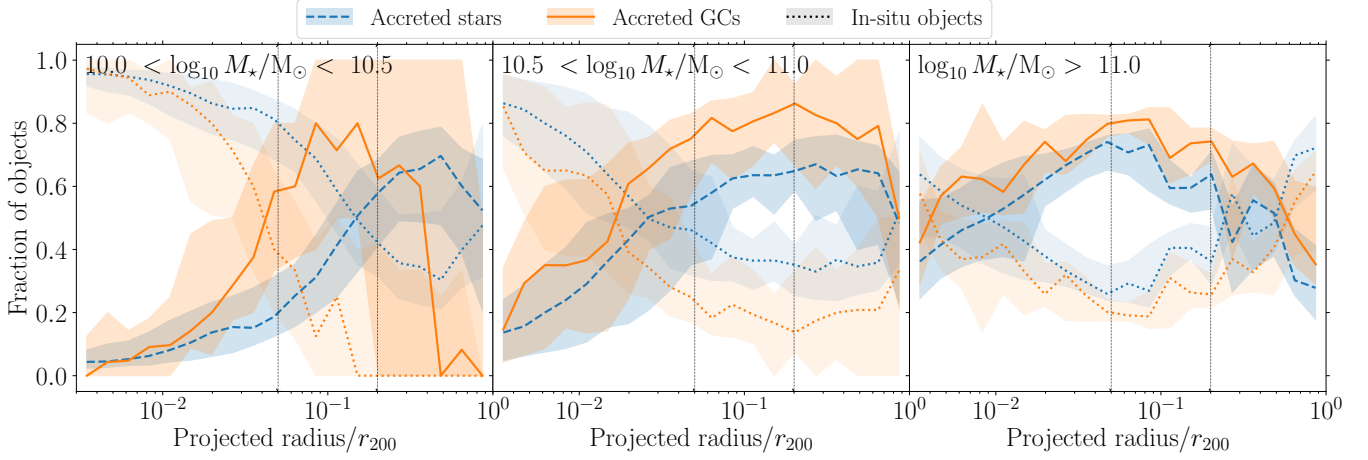 Accreted stars Accreted GCs In-situ objects
10.0 < log₁₀ M⋆/M⊙ < 10.5 10.5 < log₁₀ M⋆/M⊙ < 11.0 log₁₀ M⋆/M⊙ > 11.0
Fraction of objects
1.0
0.8
0.6
0.4
0.2
0.0
10⁻² 10⁻¹ 10⁰ 10⁻² 10⁻¹ 10⁰ 10⁻² 10⁻¹ 10⁰
Projected radius/r₂₀₀ Projected radius/r₂₀₀ Projected radius/r₂₀₀